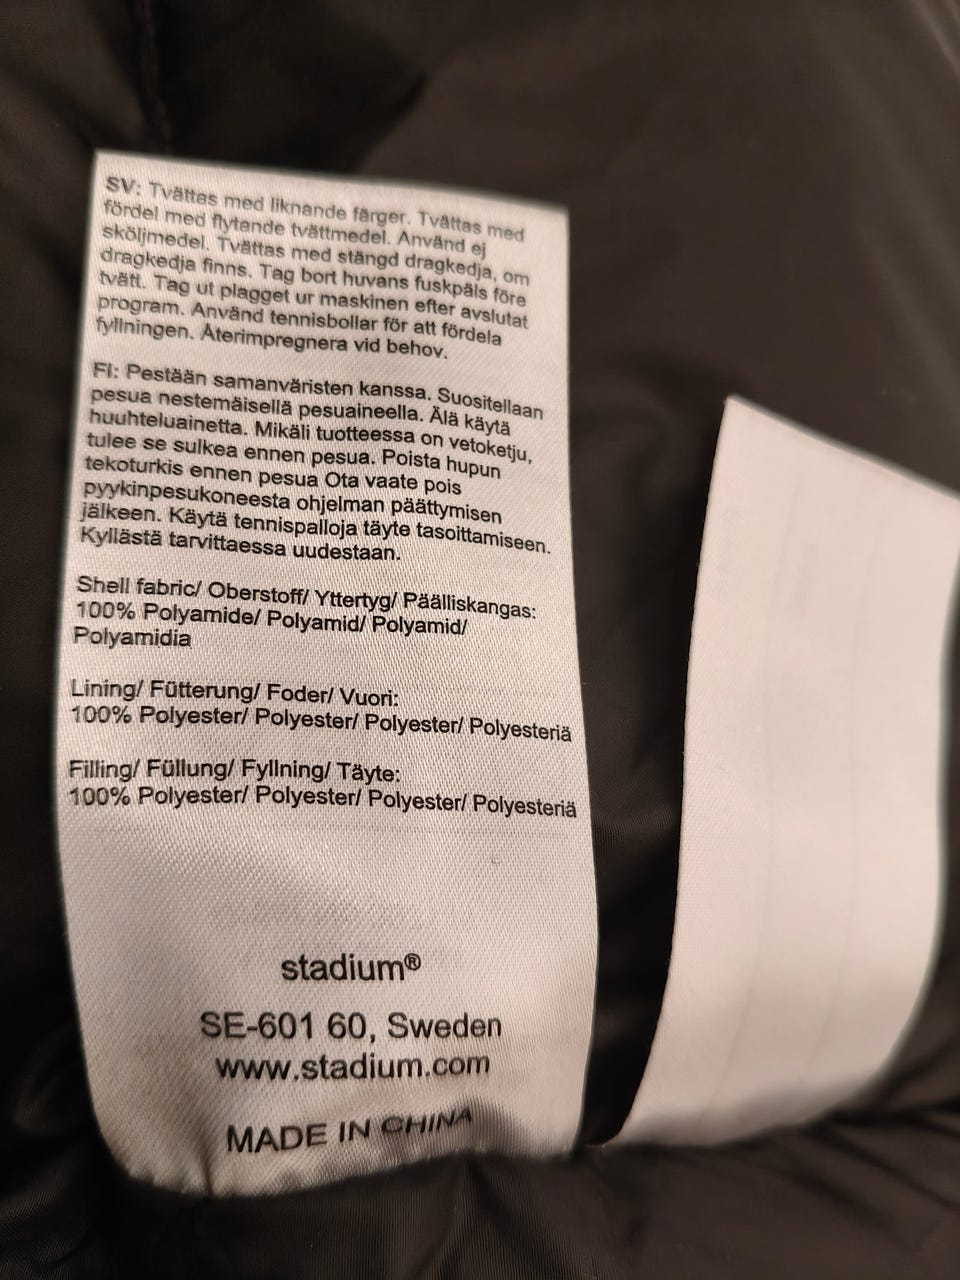 SV: Tvättas med liknande färger. Tvättas med
fördel med flytande tvättmedel. Använd ej
sköljmedel. Tvättas med stängd dragkedja, om
dragkedja finns. Tag bort huvans fuskpäls före
tvätt. Tag ut plagget ur maskinen efter avslutat
program. Använd tennisbollar för att fördela
fyllningen. Återimpregnera vid behov.
FI: Pestään samanväristen kanssa. Suositellaan
pesua nestemäisellä pesuaineella. Älä käytä
huuhteluainetta. Mikäli tuotteessa on vetoketju,
tulee se sulkea ennen pesua. Poista hupun
tekoturkis ennen pesua Ota vaate pois
pyykinpesukoneesta ohjelman päättymisen
jälkeen. Käytä tennispalloja täyte tasoittamiseen.
Kyllästä tarvittaessa uudestaan.
Shell fabric/ Oberstoff/ Yttertyg/ Päälliskangas:
100% Polyamide/ Polyamid/ Polyamid/
Polyamidia
Lining/ Fütterung/ Foder/ Vuori:
100% Polyester/ Polyester/ Polyester/ Polyesteriä
Filling/ Füllung/ Fyllning/ Täyte:
100% Polyester/ Polyester/ Polyester/ Polyesteriä
stadium®
SE-601 60, Sweden
www.stadium.com
MADE IN CHINA